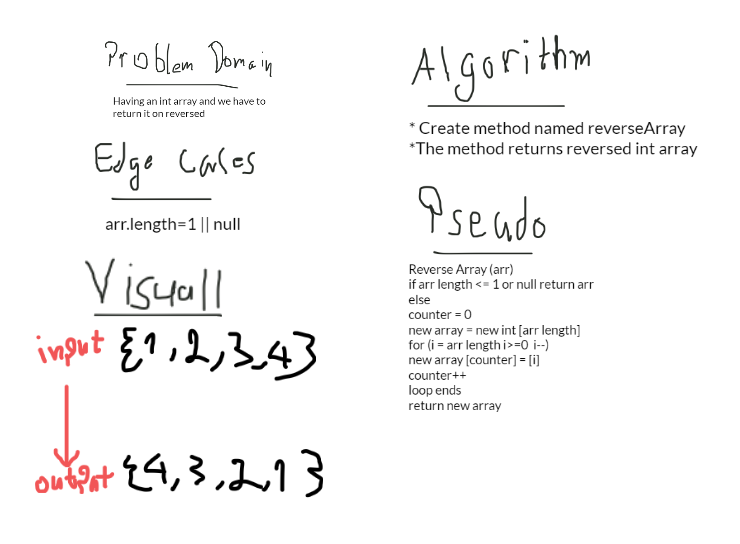 Problem Domain
Having an int array and we have to
return it on reversed
Edge cases
arr.length=1 || null
Visuall
input {1,2,3,4}
output {4,3,2,1}
Algorithm
* Create method named reverseArray
*The method returns reversed int array
Pseudo
Reverse Array (arr)
if arr length <= 1 or null return arr
else
counter = 0
new array = new int [arr length]
for (i = arr length i>=0 i--)
new array [counter] = [i]
counter++
loop ends
return new array